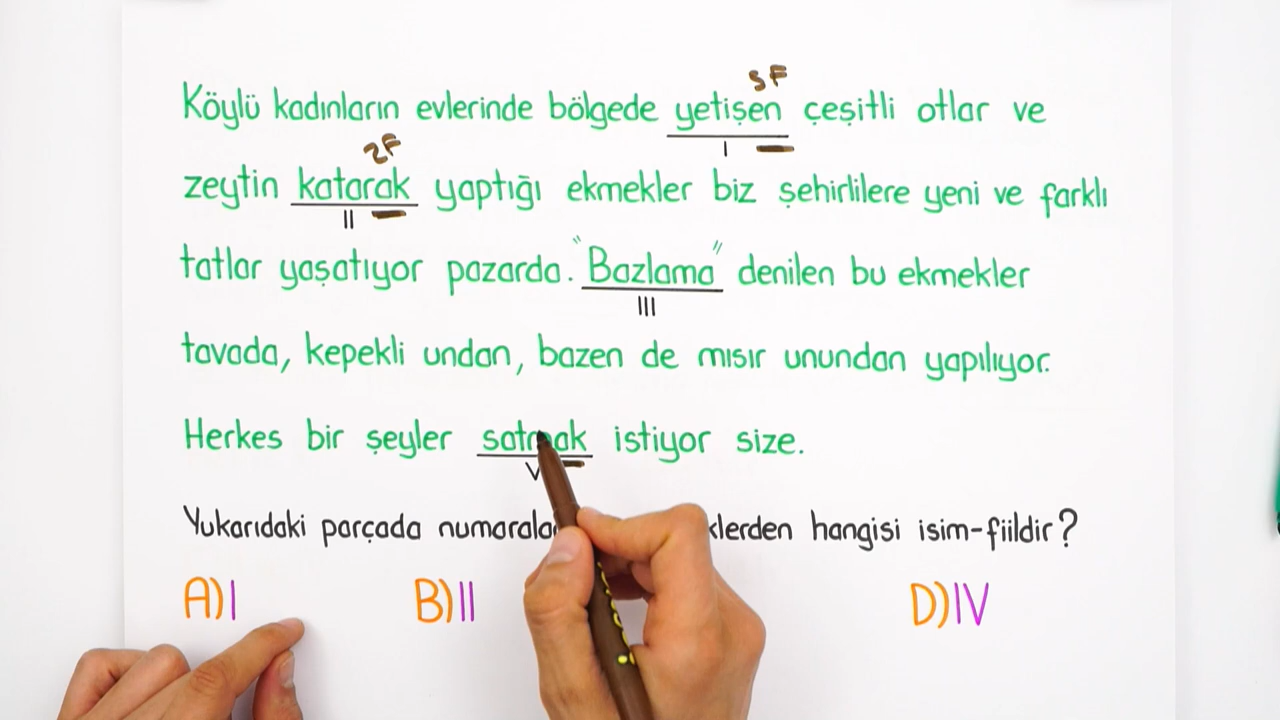 SF
Köylü kadınların evlerinde bölgede yetişen çeşitli otlar ve
I
ZF
zeytin katarak yaptığı ekmekler biz şehirlilere yeni ve farklı
II
tatlar yaşatıyor pazarda. "Bazlama" denilen bu ekmekler
III
tavada, kepekli undan, bazen de mısır unundan yapılıyor.
Herkes bir şeyler satmak istiyor size.
Yukarıdaki parçada hangisi isim-fiildir?
A) I B) II D) IV